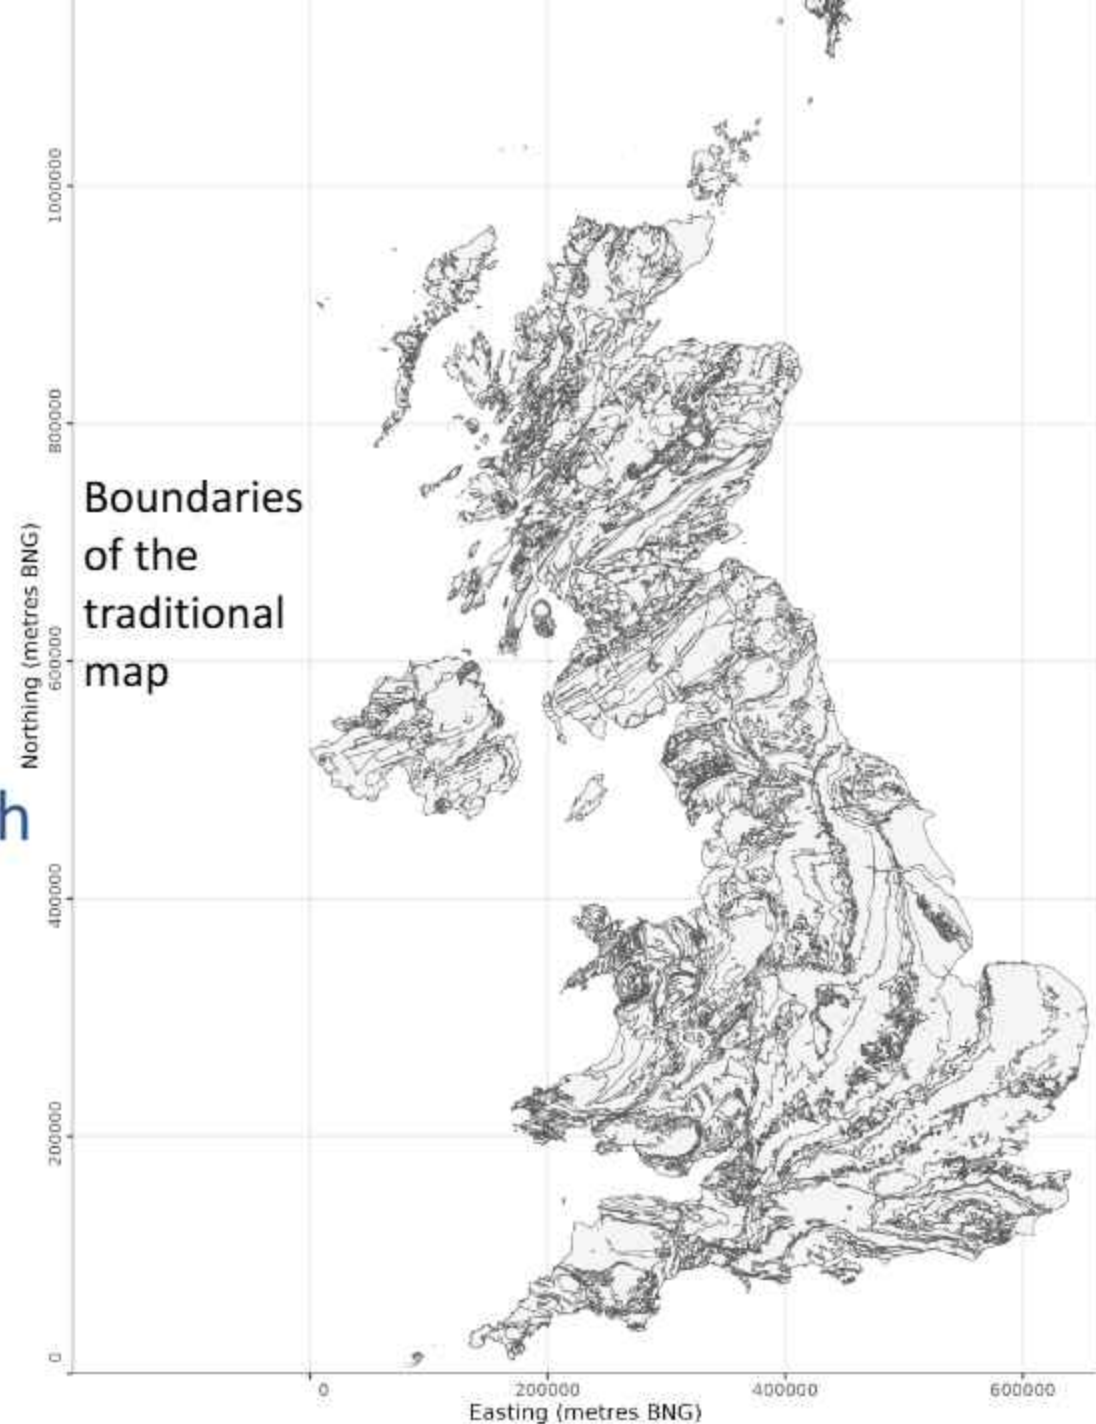 1000000
800000
600000
400000
200000
0
Northing (metres BNG)
Boundaries
of the
traditional
map
h
0
200000
400000
600000
Easting (metres BNG)